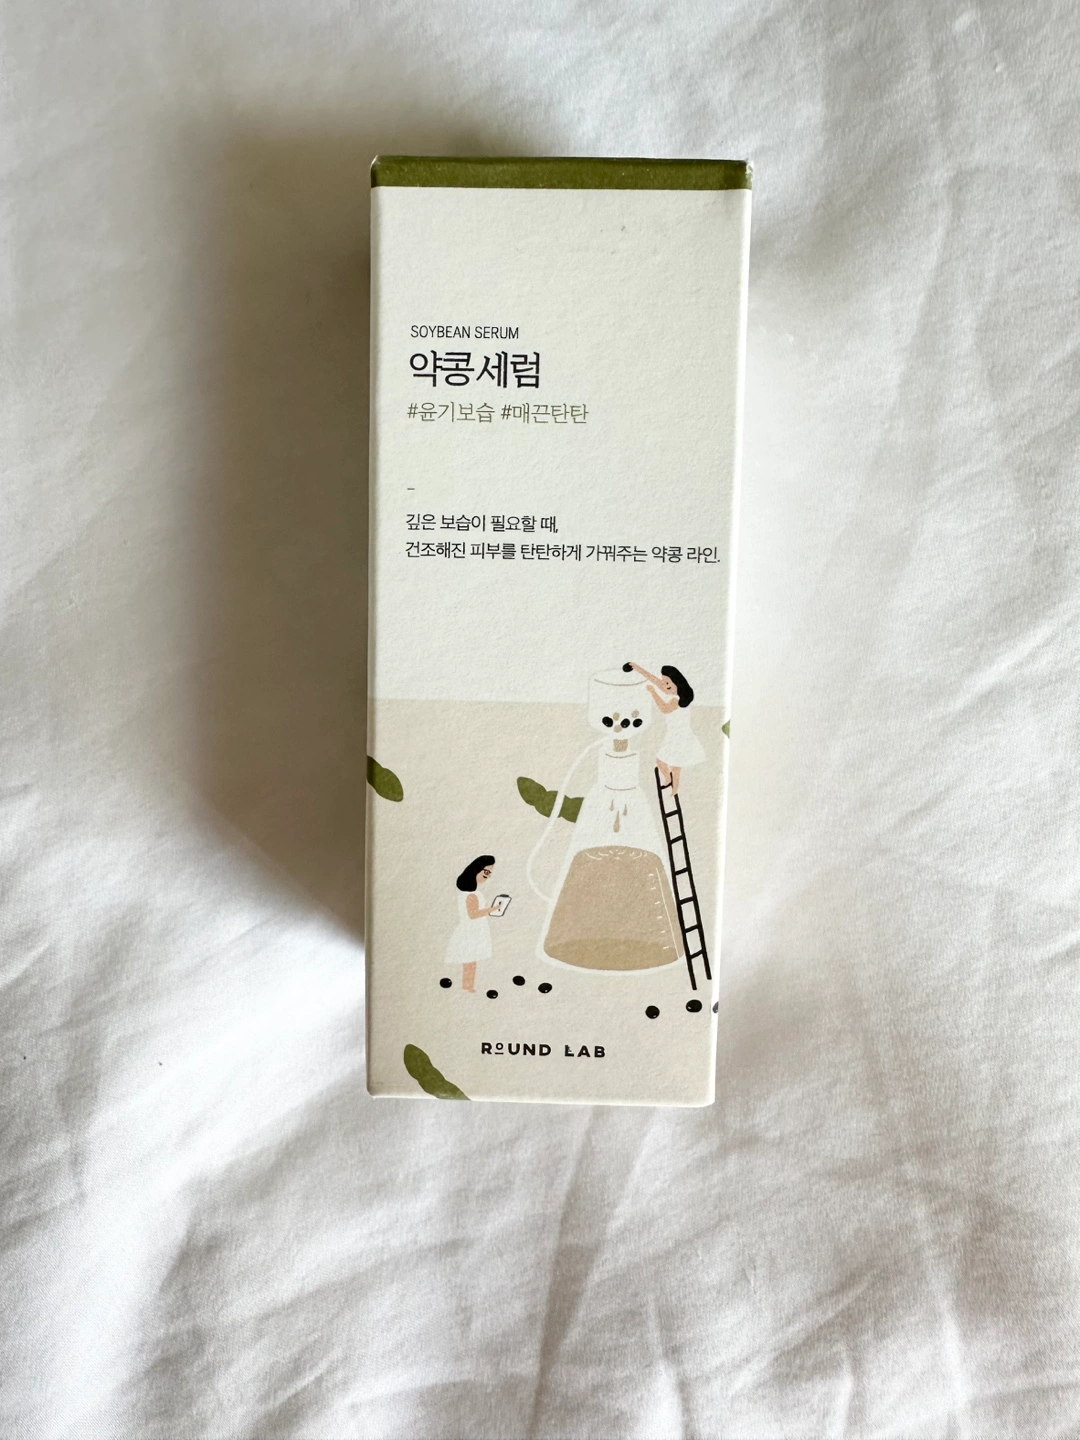 SOYBEAN SERUM
약콩세럼
#윤기보습 #매끈탄탄
–
깊은 보습이 필요할 때,
건조해진 피부를 탄탄하게 가꿔주는 약콩 라인.
ROUND LAB